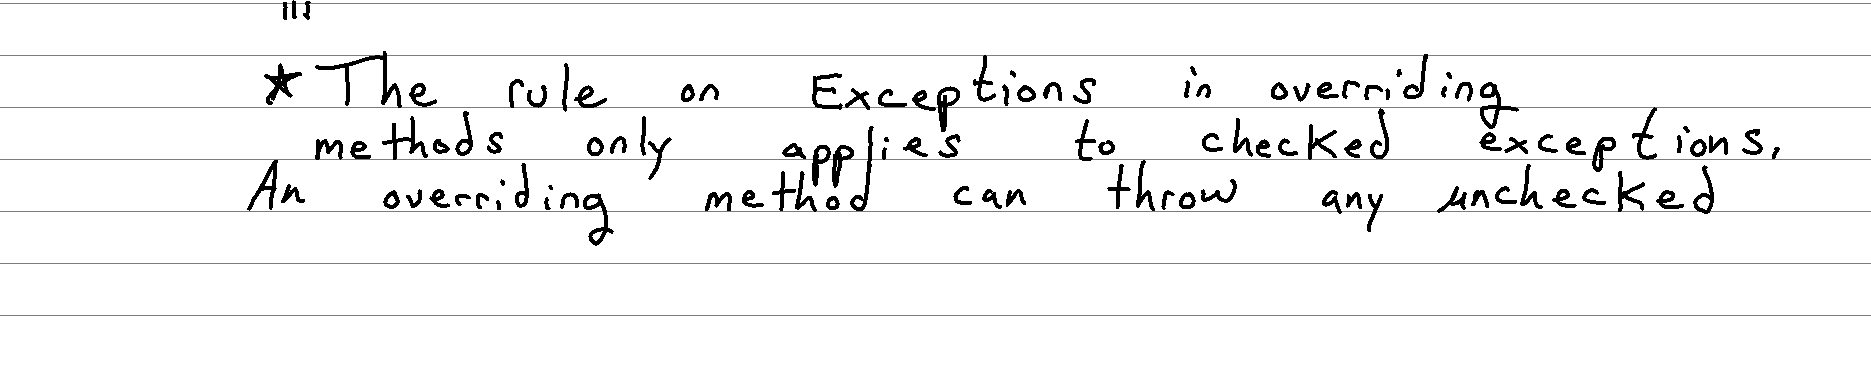 ★ The rule on Exceptions in overriding
methods only applies to checked exceptions,
An overriding method can throw any unchecked